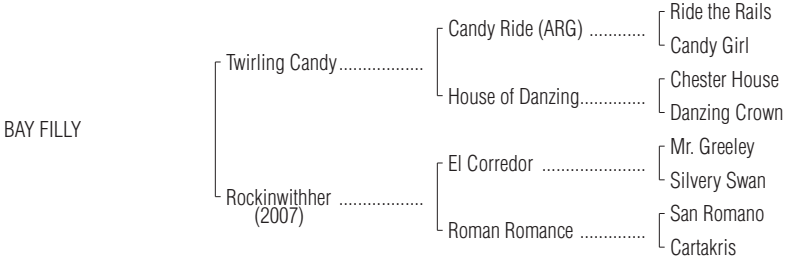 Ride the Rails
Candy Ride (ARG) ............
Candy Girl
Twirling Candy..................
Chester House
House of Danzing..............
Danzing Crown
BAY FILLY
Mr. Greeley
El Corredor ......................
Silvery Swan
Rockinwithher ..................
(2007)
San Romano
Roman Romance ..............
Cartakris